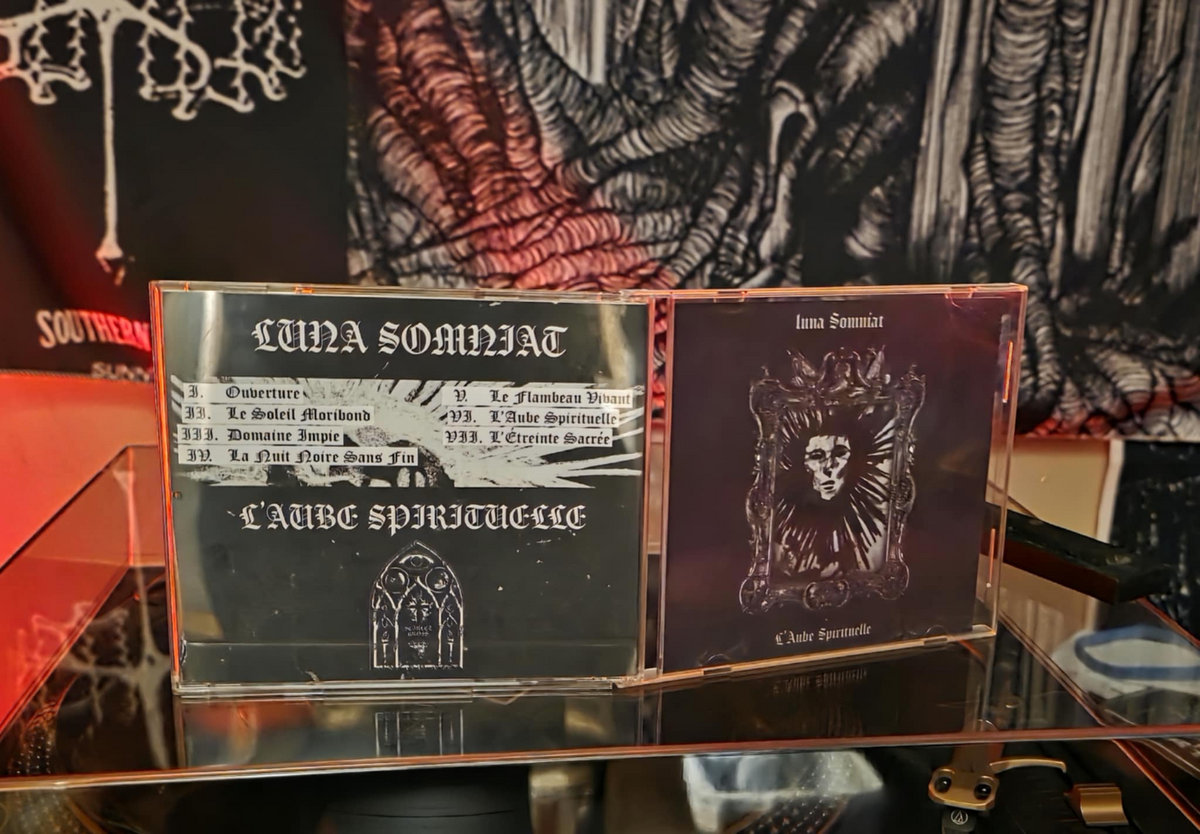 SOUTHERN
LUNA SOMNIAT
I. Ouverture
II. Le Soleil Moribond
III. Domaine Impie
IV. La Nuit Noire Sans Fin
V. Le Flambeau Vivant
VI. L'Aube Spirituelle
VII. L'Étreinte Sacrée
L'AUBE SPIRITUELLE
Luna Somniat
L'Aube Spirituelle